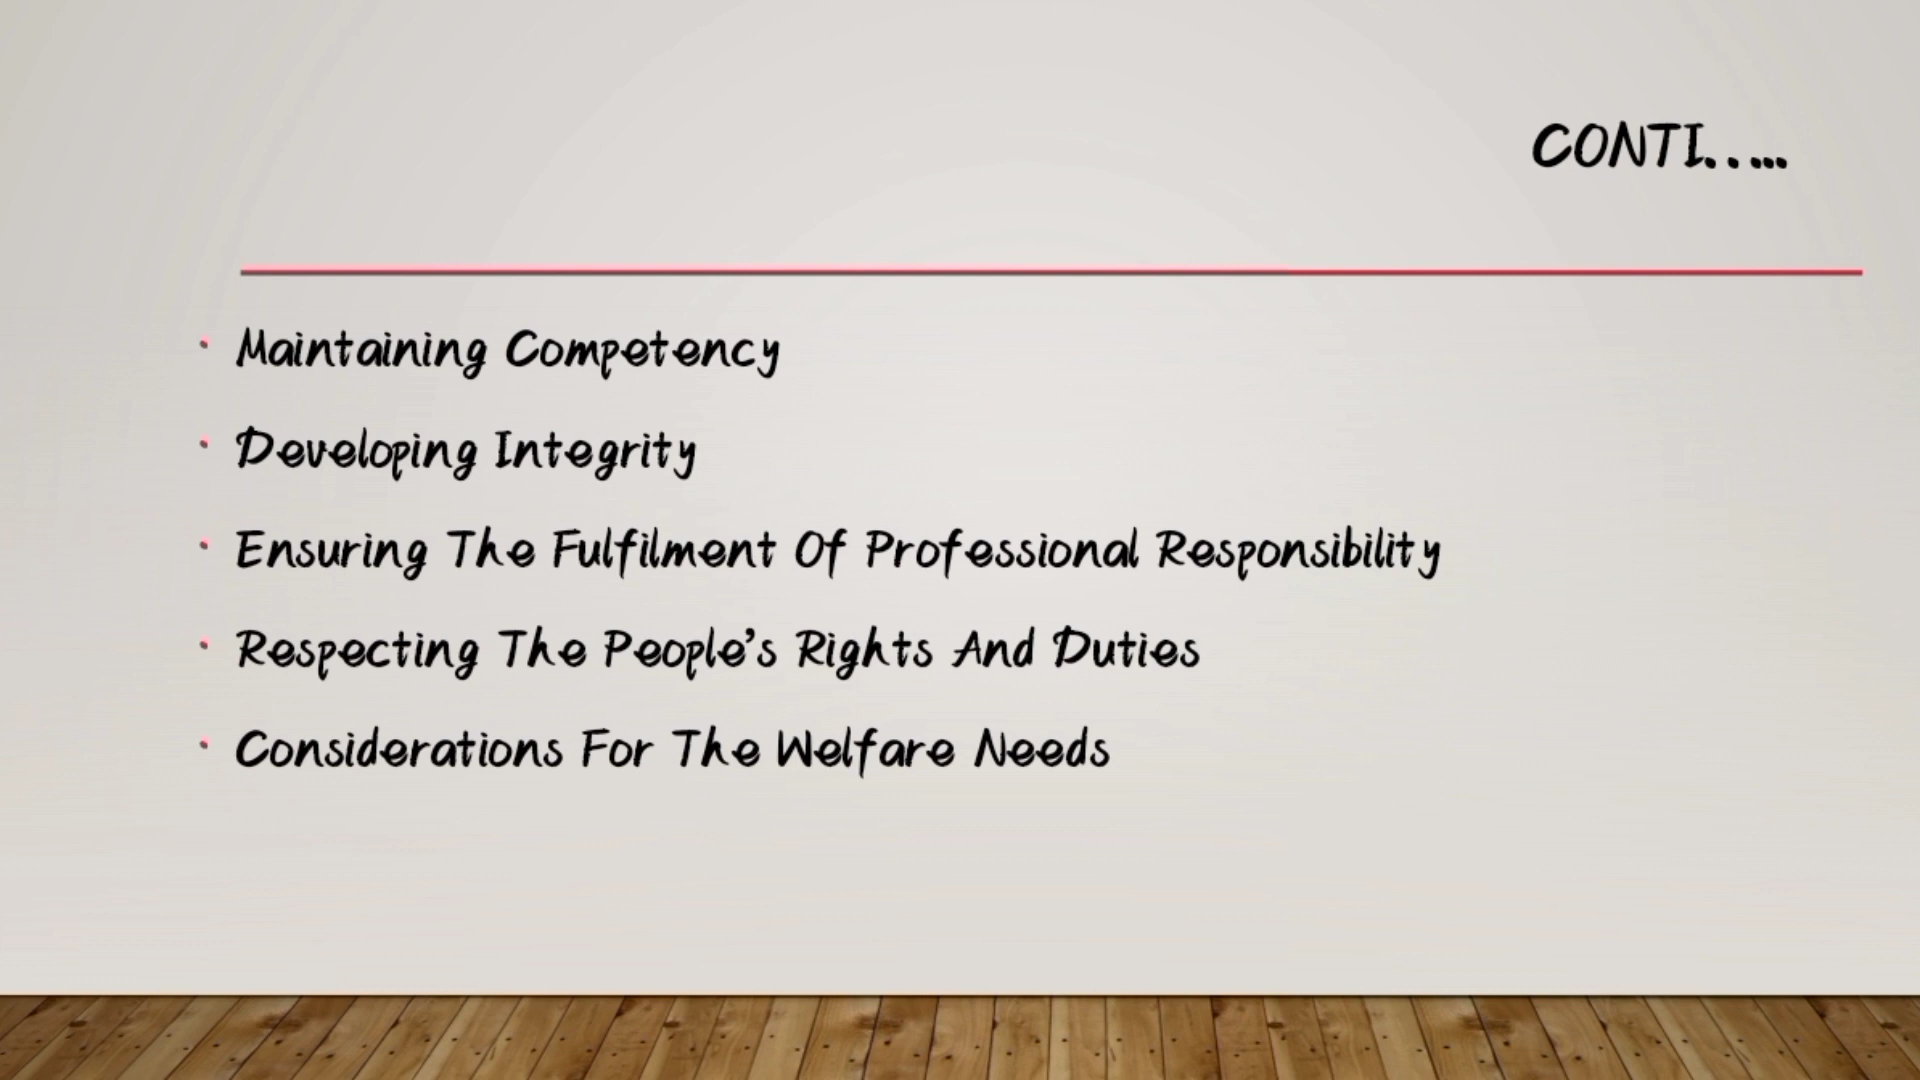 CONTI.....
• Maintaining Competency
• Developing Integrity
• Ensuring The Fulfilment Of Professional Responsibility
• Respecting The People's Rights And Duties
• Considerations For The Welfare Needs